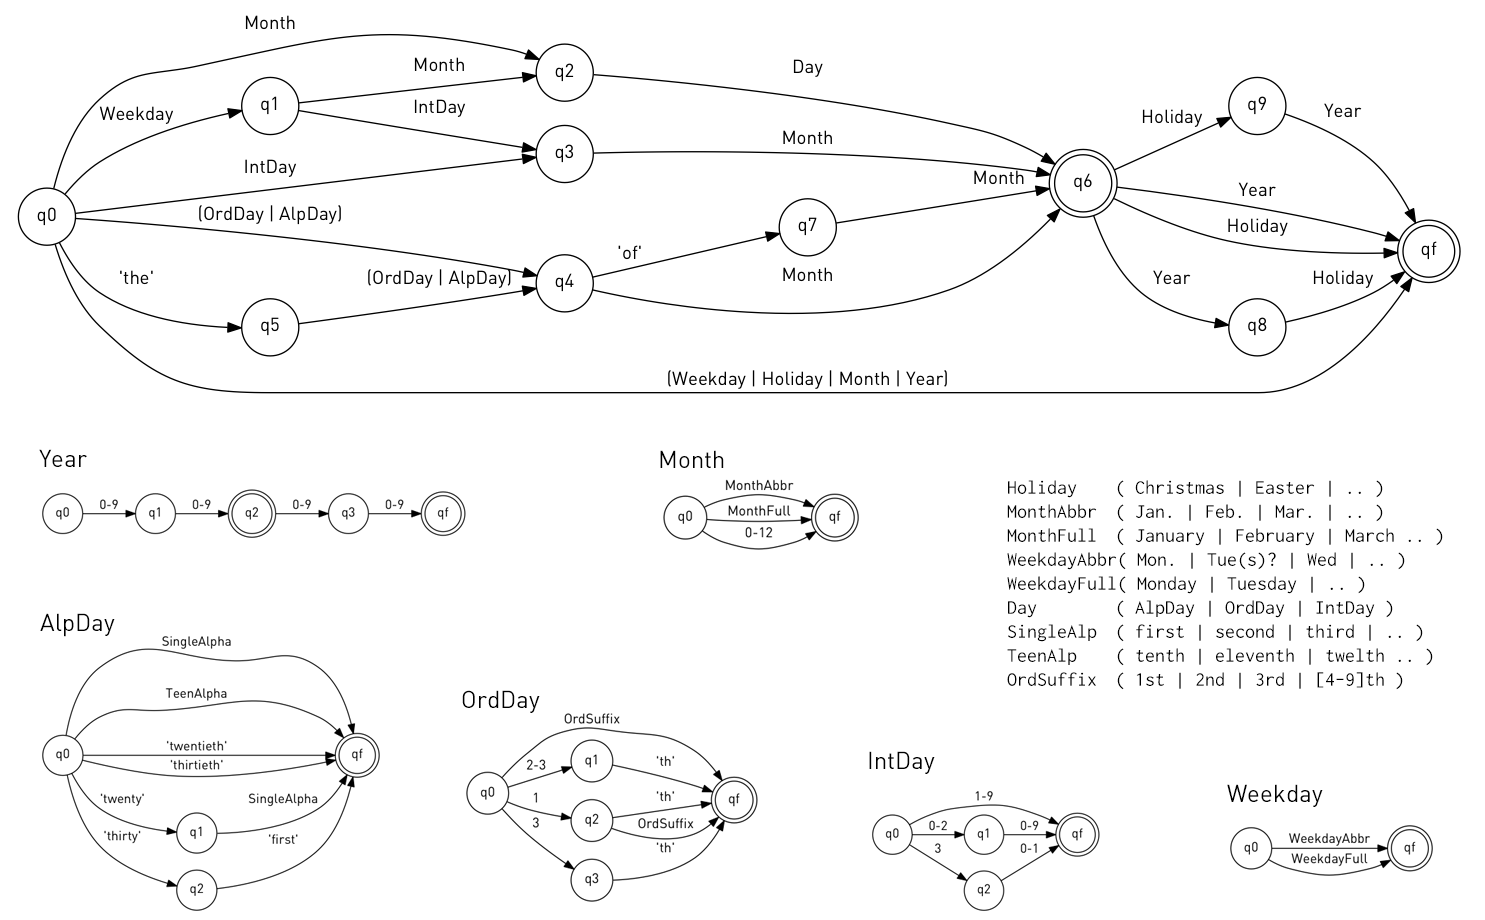 Month
Weekday
Month
IntDay
IntDay
(OrdDay | AlpDay)
'the'
(OrdDay | AlpDay)
'of'
Month
Day
Month
Month
Holiday
Year
Year
Holiday
Year
Holiday
(Weekday | Holiday | Month | Year)
q0
q1
q2
q3
q4
q5
q7
q6
q9
q8
qf
Year
q0
0-9
q1
0-9
q2
0-9
q3
0-9
qf
Month
q0
MonthAbbr
MonthFull
0-12
qf
Holiday ( Christmas | Easter | .. )
MonthAbbr ( Jan. | Feb. | Mar. | .. )
MonthFull ( January | February | March .. )
WeekdayAbbr( Mon. | Tue(s)? | Wed | .. )
WeekdayFull( Monday | Tuesday | .. )
Day ( AlpDay | OrdDay | IntDay )
SingleAlp ( first | second | third | .. )
TeenAlp ( tenth | eleventh | twelth .. )
OrdSuffix ( 1st | 2nd | 3rd | [4-9]th )
AlpDay
SingleAlpha
TeenAlpha
'twentieth'
'thirtieth'
'twenty'
SingleAlpha
'thirty'
'first'
q0
q1
q2
qf
OrdDay
OrdSuffix
2-3
'th'
1
'th'
OrdSuffix
3
'th'
q0
q1
q2
q3
qf
IntDay
1-9
0-2
0-9
3
0-1
q0
q1
q2
qf
Weekday
q0
WeekdayAbbr
WeekdayFull
qf